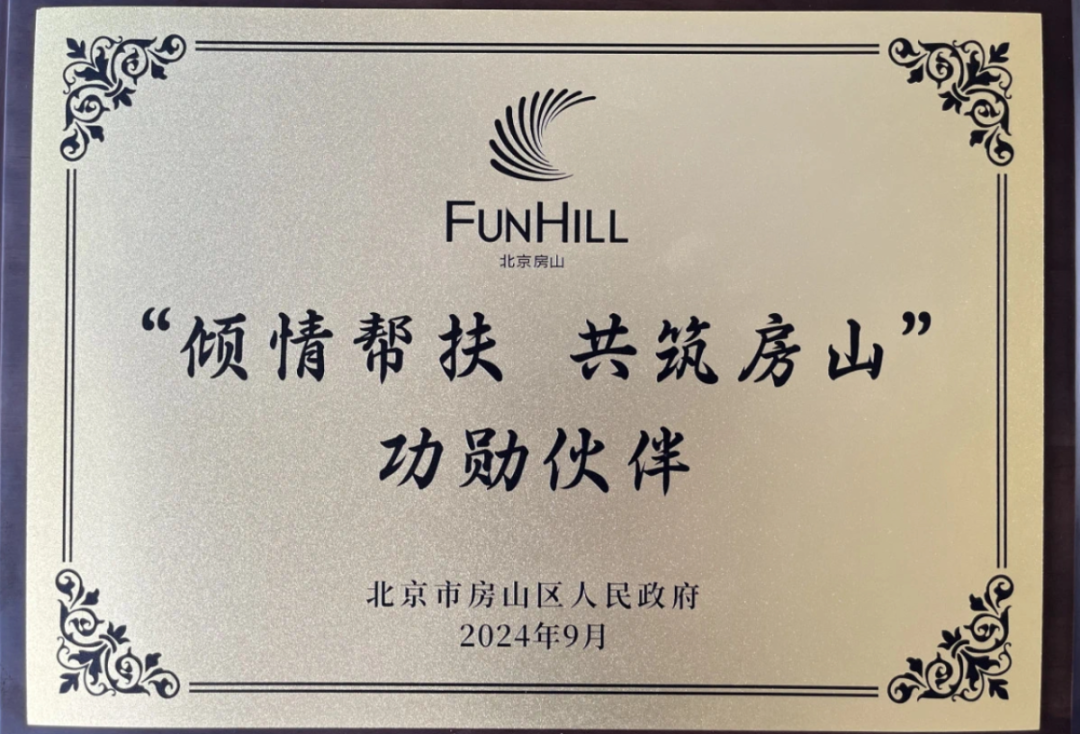 FUNHILL
北京房山
“倾情帮扶 共筑房山”
功勋伙伴
北京市房山区人民政府
2024年9月